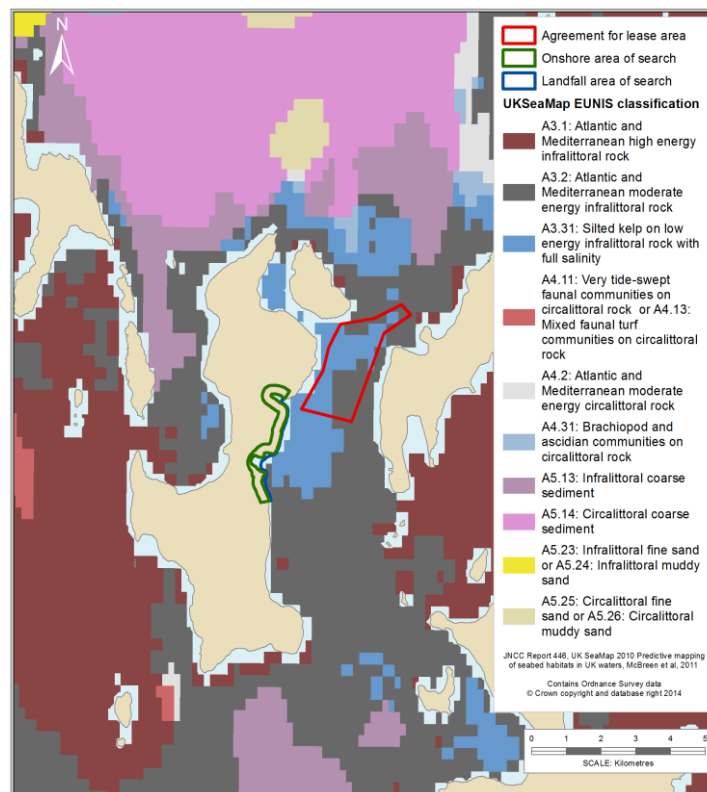 N
Agreement for lease area
Onshore area of search
Landfall area of search
UKSeaMap EUNIS classification
A3.1: Atlantic and
Mediterranean high energy
infralittoral rock
A3.2: Atlantic and
Mediterranean moderate
energy infralittoral rock
A3.31: Silted kelp on low
energy infralittoral rock with
full salinity
A4.11: Very tide-swept
faunal communities on
circalittoral rock or A4.13:
Mixed faunal turf
communities on circalittoral
rock
A4.2: Atlantic and
Mediterranean moderate
energy circalittoral rock
A4.31: Brachiopod and
ascidian communities on
circalittoral rock
A5.13: Infralittoral coarse
sediment
A5.14: Circalittoral coarse
sediment
A5.23: Infralittoral fine sand
or A5.24: Infralittoral muddy
sand
A5.25: Circalittoral fine
sand or A5.26: Circalittoral
muddy sand
JNCC Report 446, UK SeaMap 2010 Predictive mapping
of seabed habitats in UK waters, McBreen et al, 2011
Contains Ordnance Survey data
© Crown copyright and database right 2014
0 1 2 3 4 5
SCALE: Kilometres